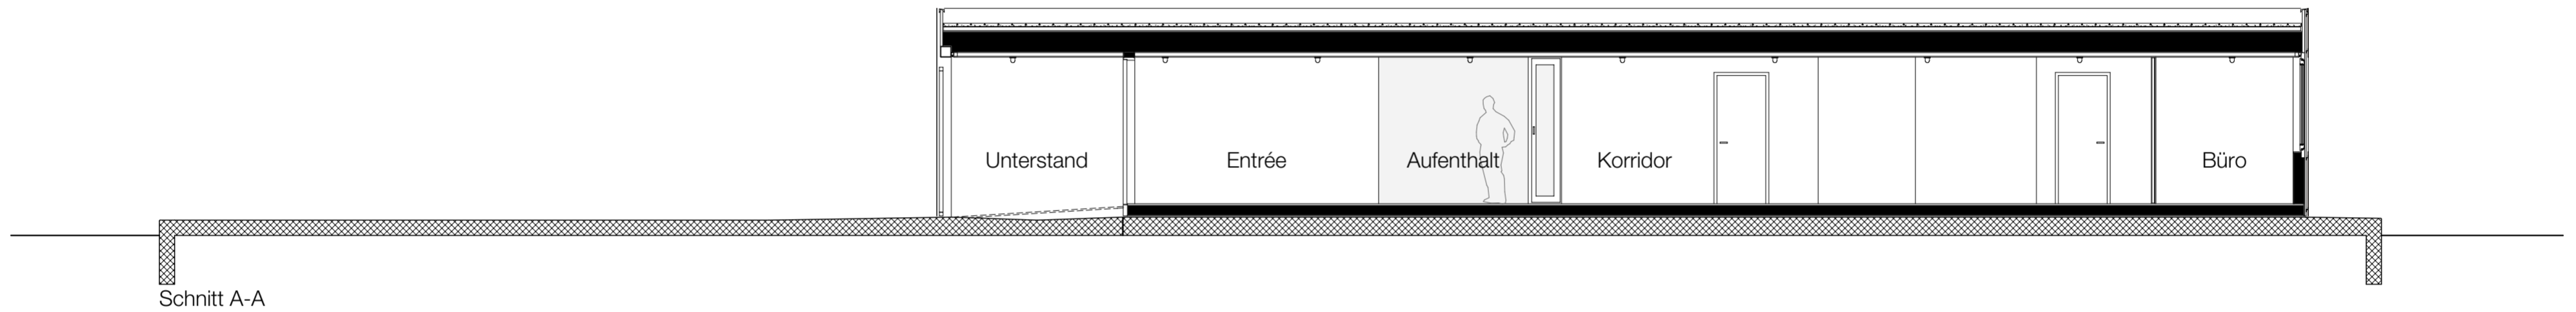 Unterstand
Entrée
Aufenthalt
Korridor
Büro
Schnitt A-A